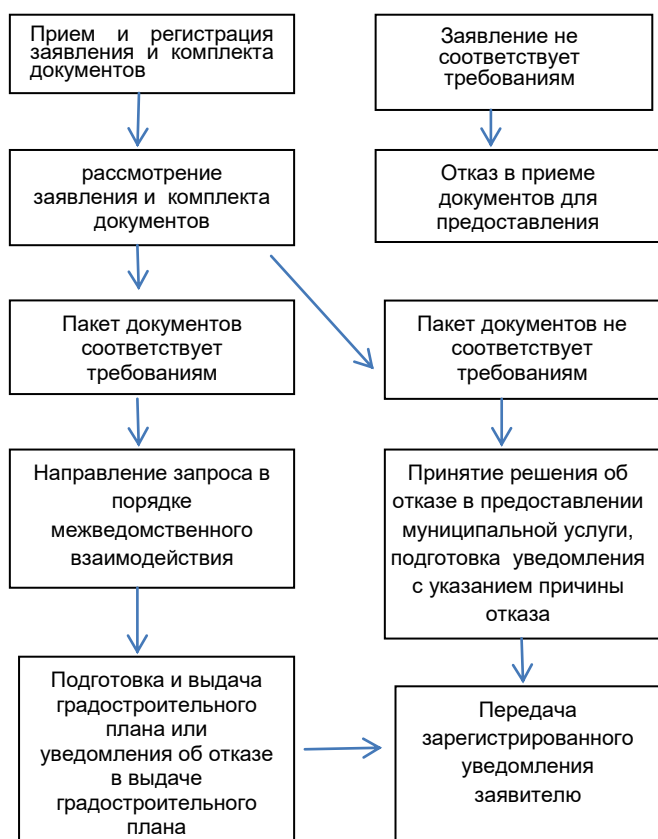 Прием и регистрация
заявления и комплекта
документов
Заявление не
соответствует
требованиям
рассмотрение
заявления и комплекта
документов
Отказ в приеме
документов для
предоставления
Пакет документов
соответствует
требованиям
Пакет документов не
соответствует
требованиям
Направление запроса в
порядке
межведомственного
взаимодействия
Принятие решения об
отказе в предоставлении
муниципальной услуги,
подготовка уведомления
с указанием причины
отказа
Подготовка и выдача
градостроительного
плана или
уведомления об отказе
в выдаче
градостроительного
плана
Передача
зарегистрированного
уведомления
заявителю